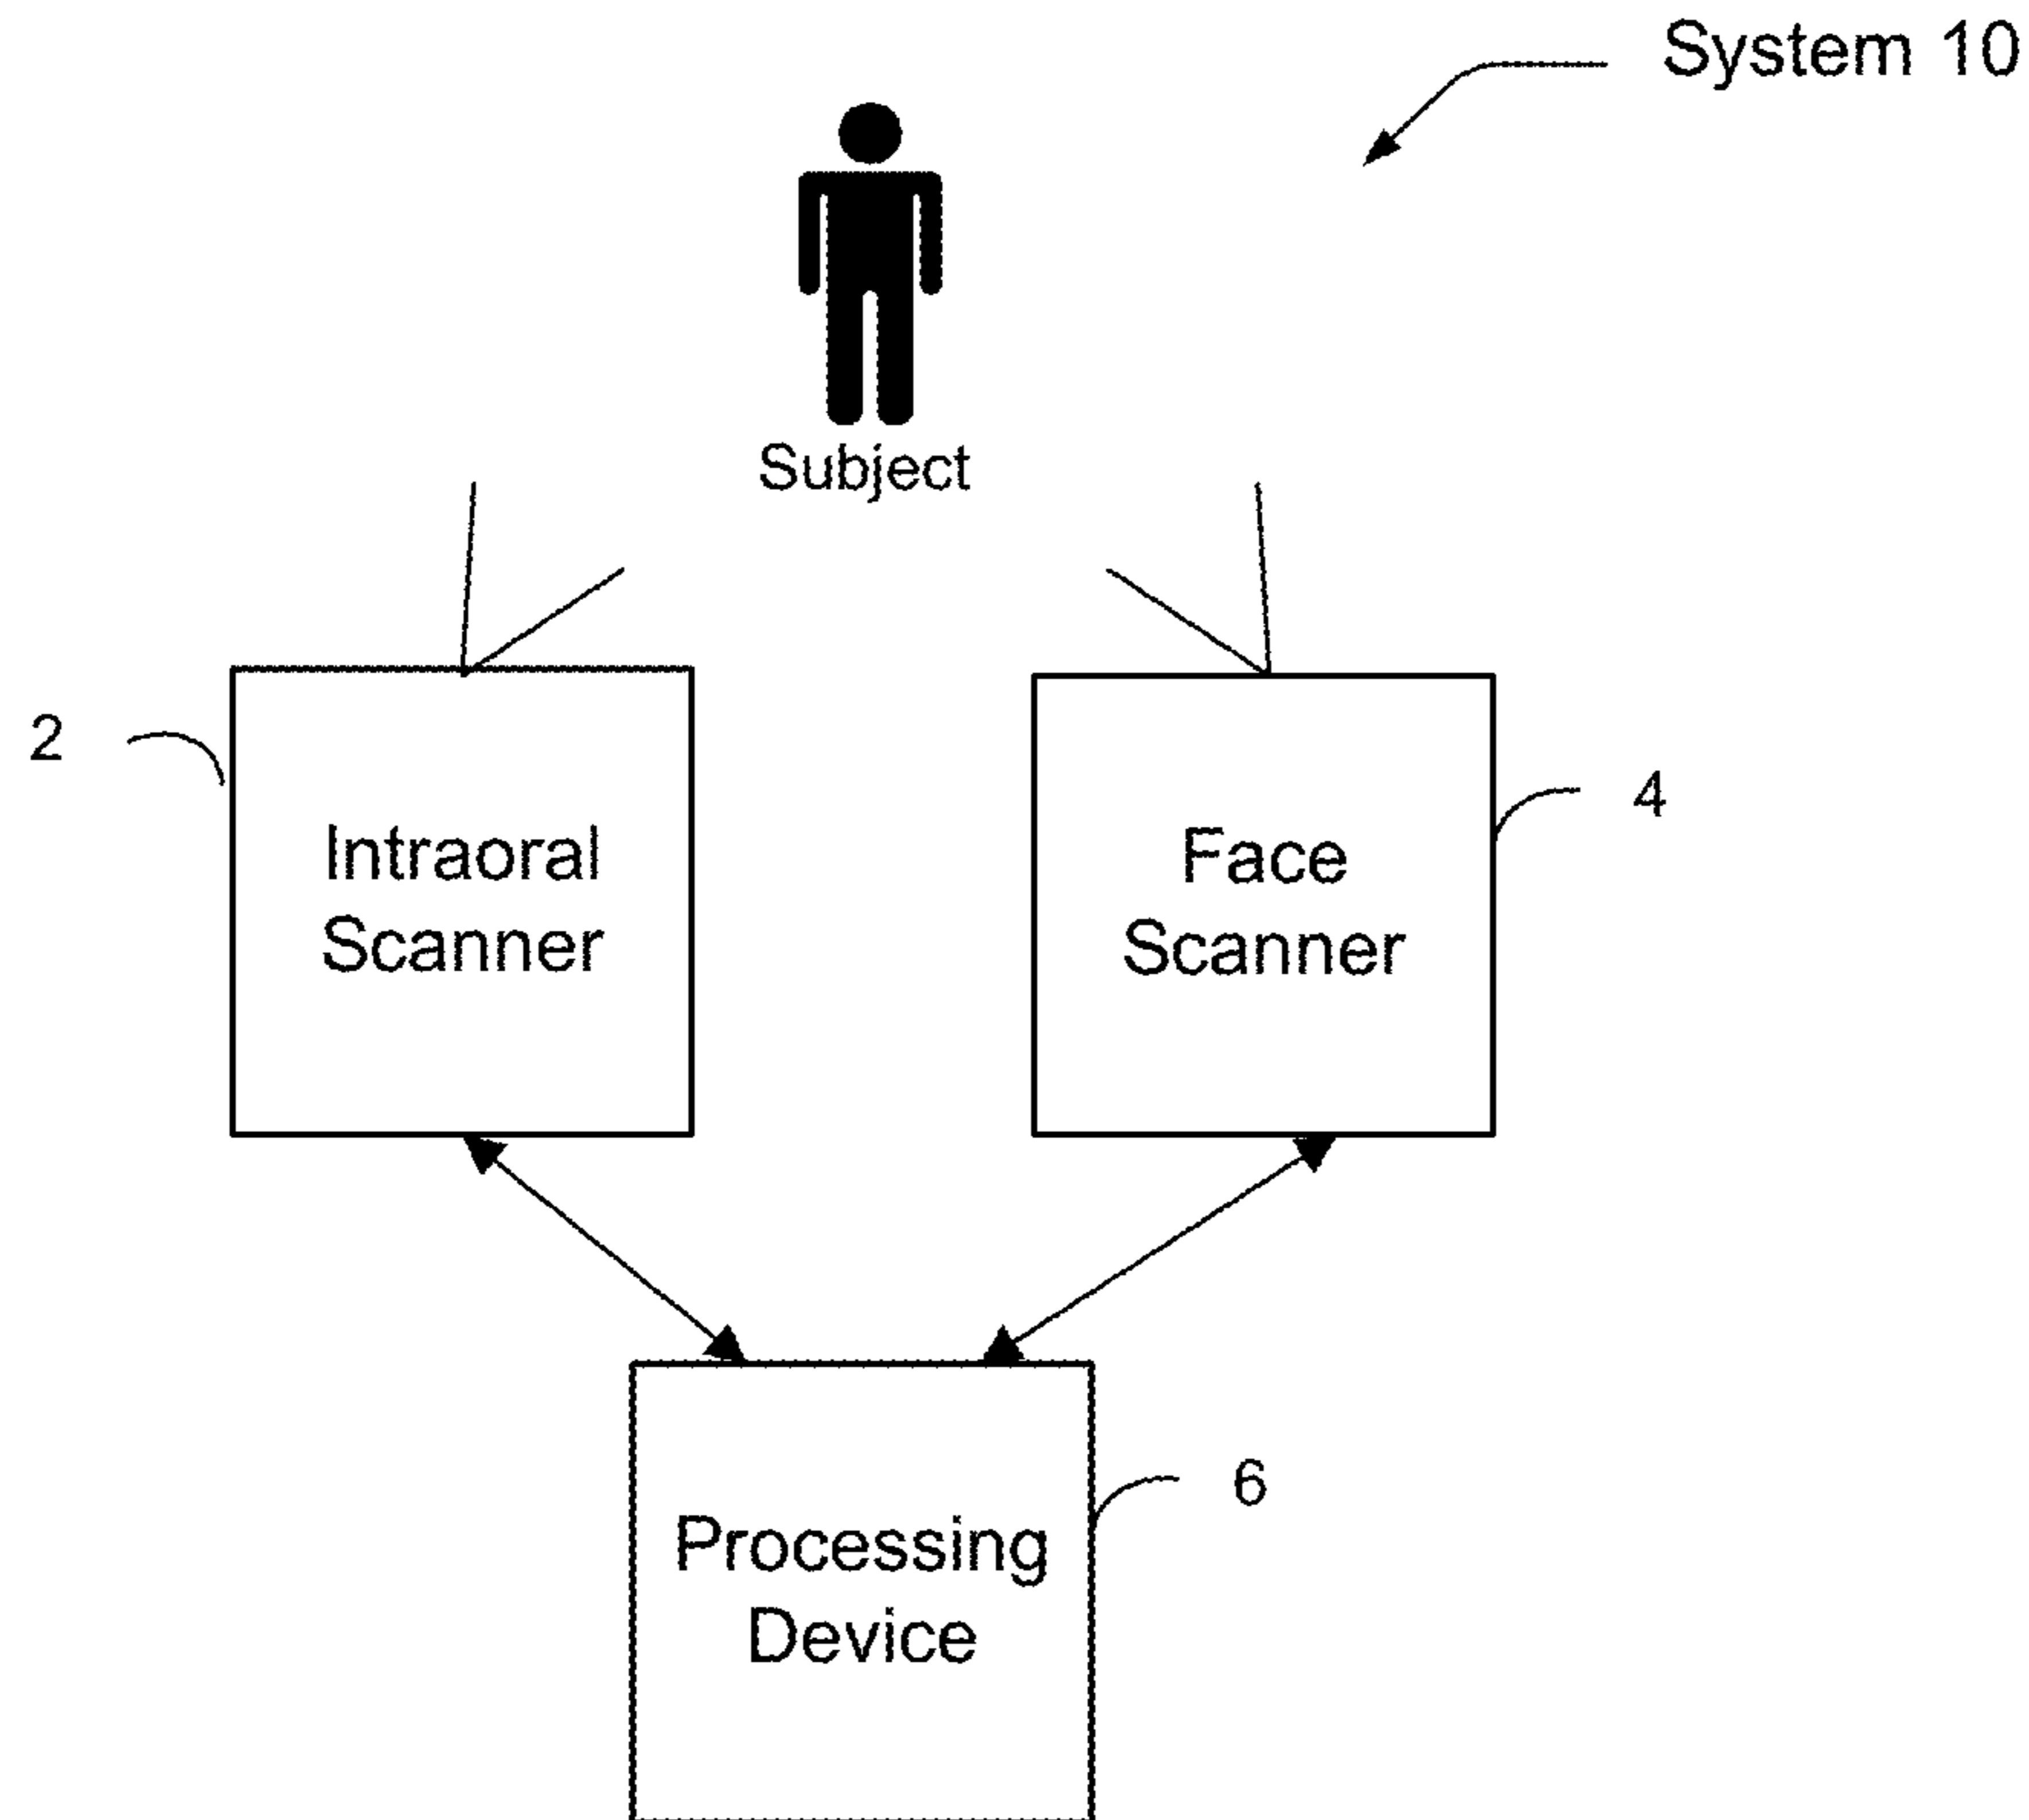 System 10
Subject
2
Intraoral
Scanner
Face
Scanner
4
Processing
Device
6